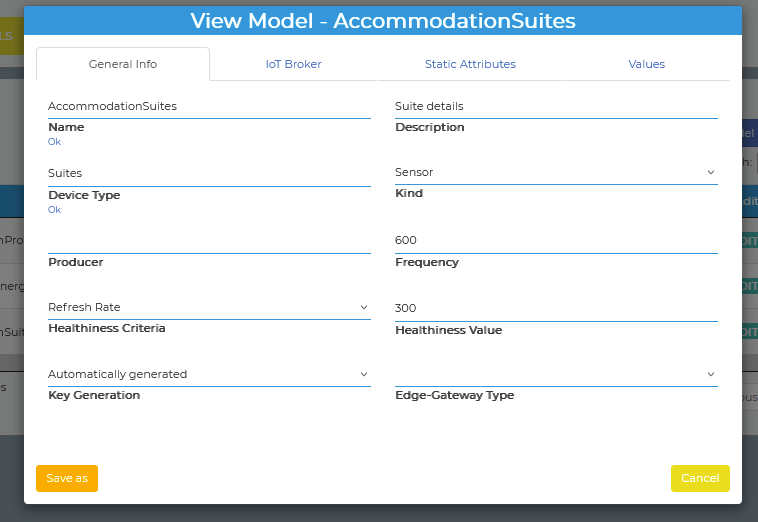 View Model - AccommodationSuites
General Info IoT Broker Static Attributes Values
AccommodationSuites Suite details
Name Description
Ok
Suites Sensor
Device Type Kind
Ok
600
Producer Frequency
Refresh Rate 300
Healthiness Criteria Healthiness Value
Automatically generated
Key Generation Edge-Gateway Type
Save as Cancel